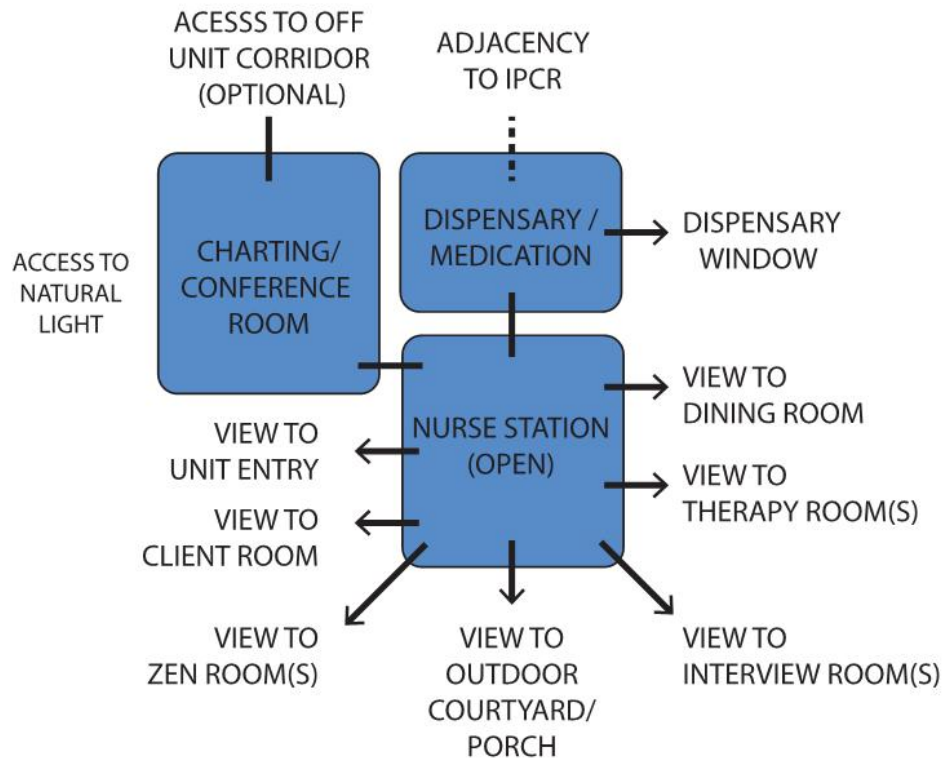 ACESSS TO OFF
UNIT CORRIDOR
(OPTIONAL)
ADJACENCY
TO IPCR
ACCESS TO
NATURAL
LIGHT
CHARTING/
CONFERENCE
ROOM
DISPENSARY /
MEDICATION
DISPENSARY
WINDOW
NURSE STATION
(OPEN)
VIEW TO
DINING ROOM
VIEW TO
UNIT ENTRY
VIEW TO
THERAPY ROOM(S)
VIEW TO
CLIENT ROOM
VIEW TO
ZEN ROOM(S)
VIEW TO
OUTDOOR
COURTYARD/
PORCH
VIEW TO
INTERVIEW ROOM(S)